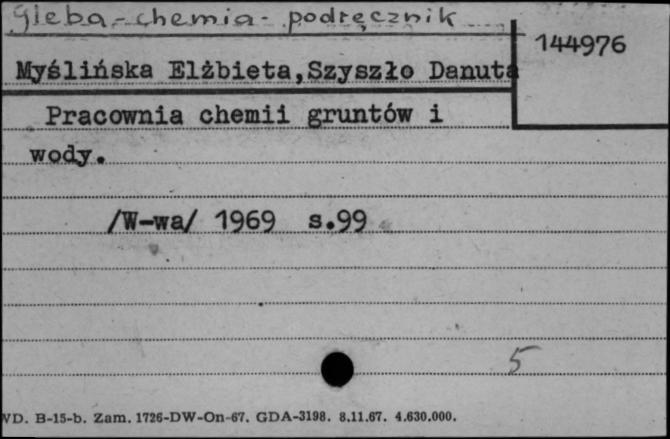 Gleba - chemia - podręcznik
144976
Myślińska Elżbieta,Szyszło Danuta
Pracownia chemii gruntów i
wody.
/W-wa/ 1969 s.99
5
WD. B-15-b. Zam. 1726-DW-On-67. GDA-3198. 8.11.67. 4.630.000.